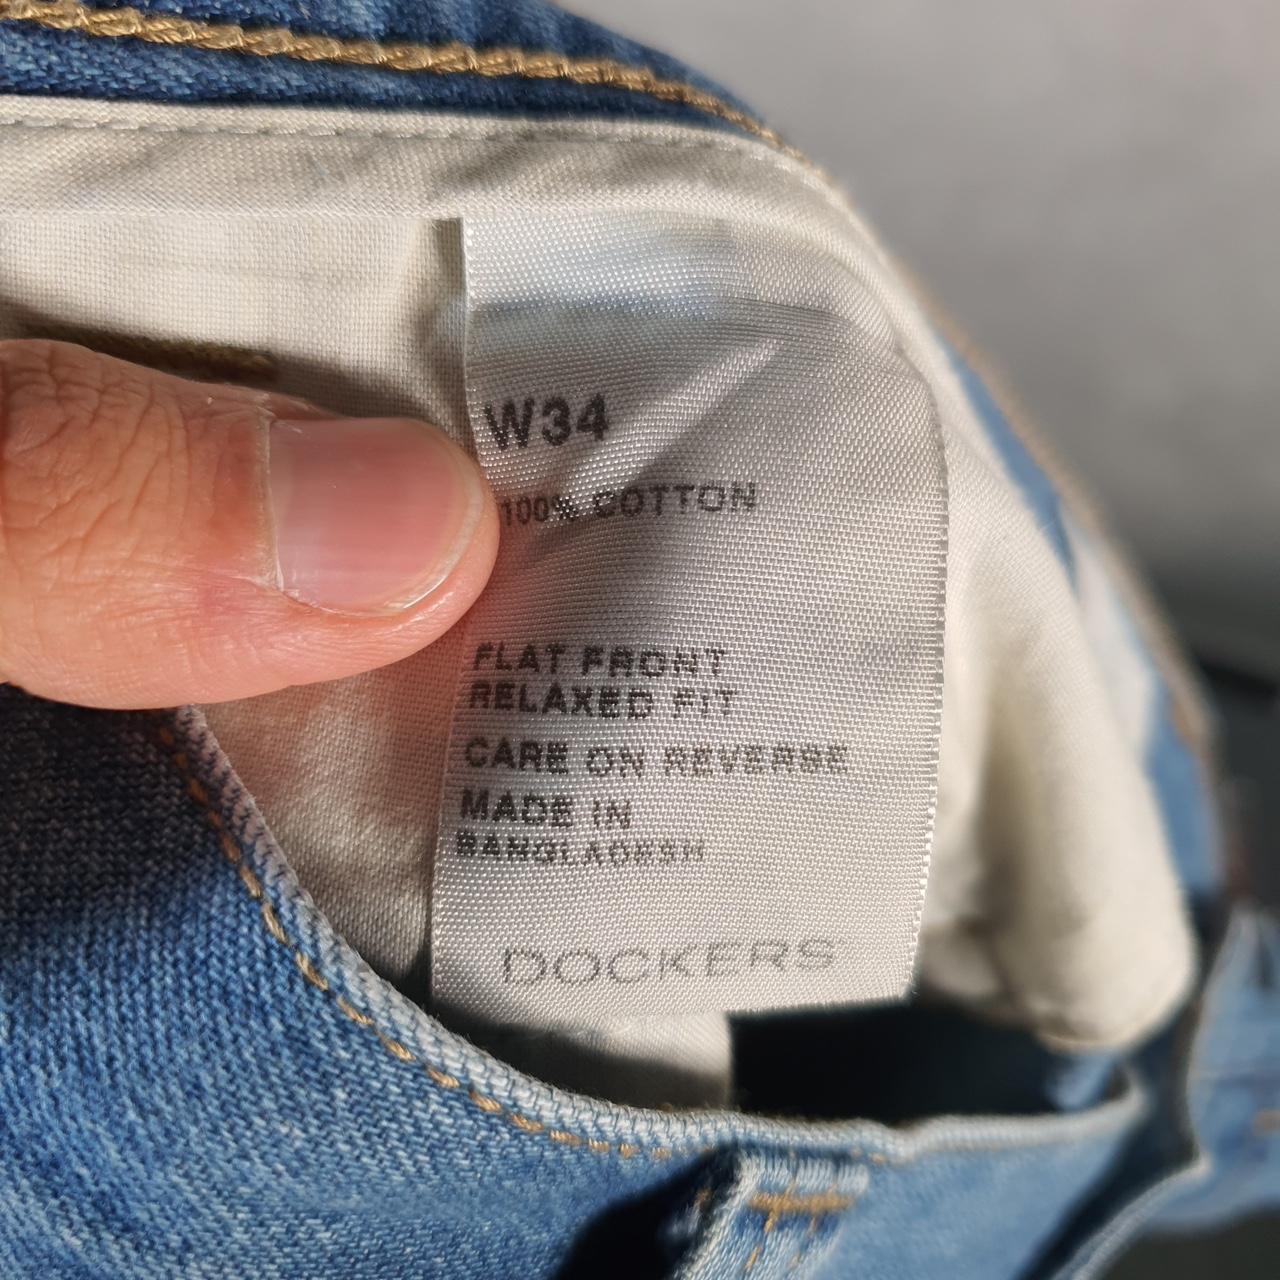 W34
100% COTTON
FLAT FRONT
RELAXED FIT
CARE ON REVERSE
MADE IN
BANGLADESH
DOCKERS